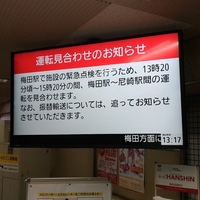 運転見合わせのお知らせ
梅田駅で施設の緊急点検を行うため、13時20
分頃~15時20分の間、梅田駅~尼崎駅間の運
転を見合わせます。
なお、振替輸送については、追ってお知らせ
させていただきます。
梅田方面に
13:17
HANSHIN